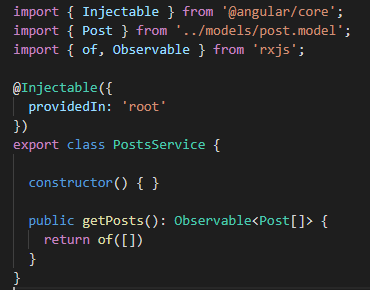 import { Injectable } from '@angular/core';
import { Post } from '../models/post.model';
import { of, Observable } from 'rxjs';

@Injectable({
  providedIn: 'root'
})
export class PostsService {

  constructor() { }

  public getPosts(): Observable<Post[]> {
    return of([])
  }
}